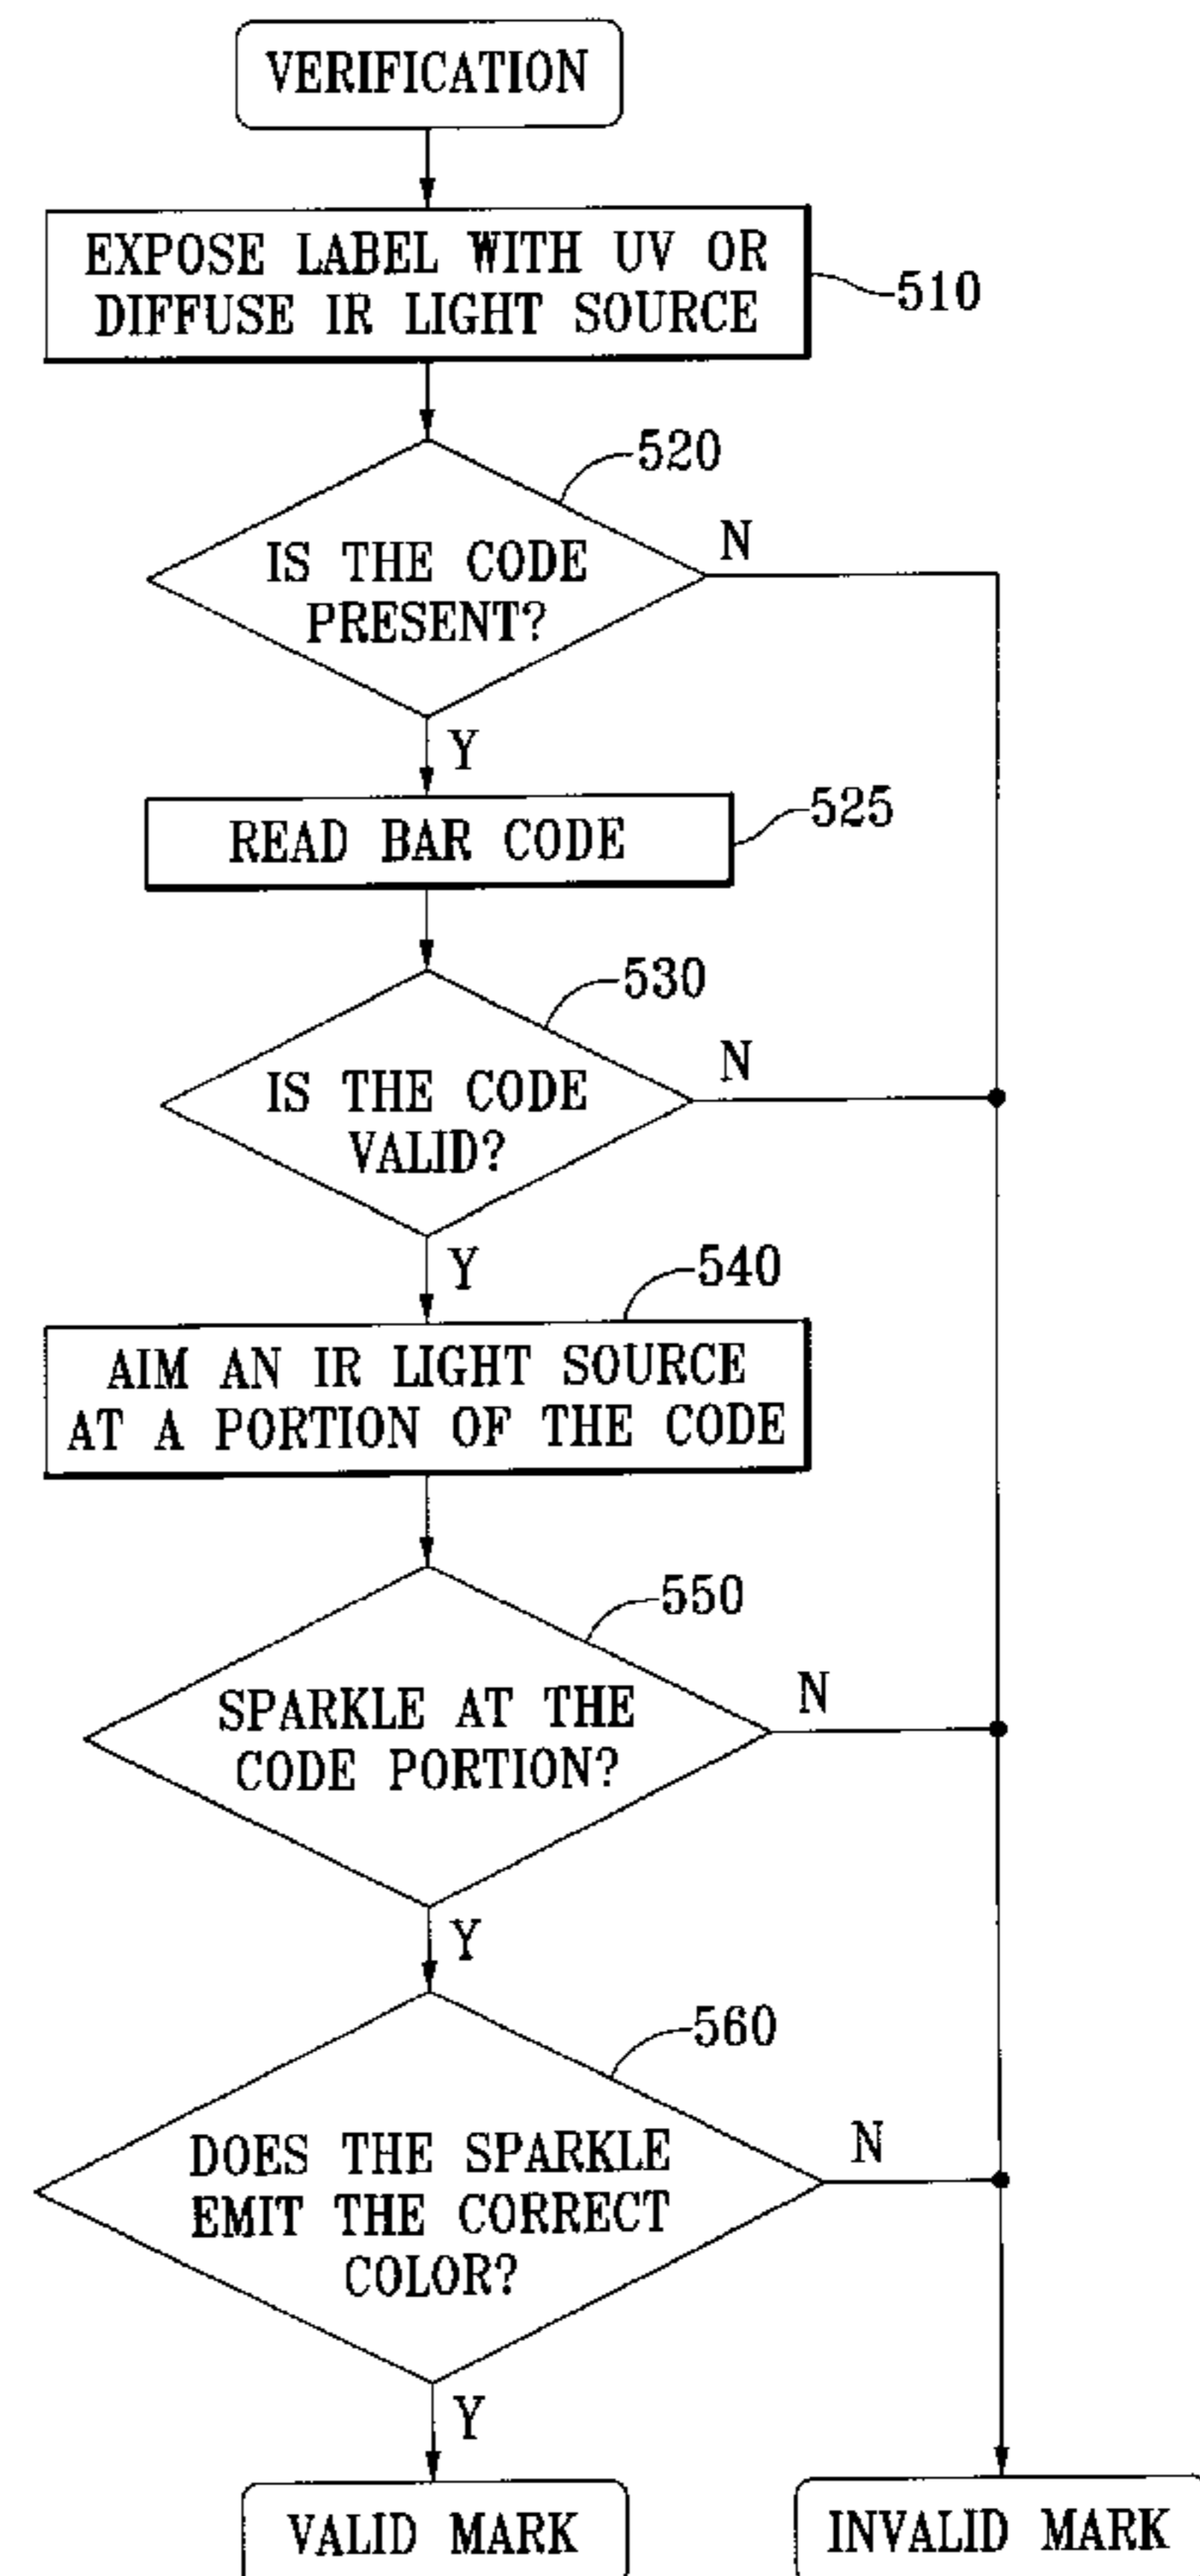 VERIFICATION
EXPOSE LABEL WITH UV OR
DIFFUSE IR LIGHT SOURCE
510
520
IS THE CODE
PRESENT?
N
Y
READ BAR CODE
525
530
IS THE CODE
VALID?
N
Y
540
AIM AN IR LIGHT SOURCE
AT A PORTION OF THE CODE
550
SPARKLE AT THE
CODE PORTION?
N
Y
560
DOES THE SPARKLE
EMIT THE CORRECT
COLOR?
N
Y
VALID MARK
INVALID MARK